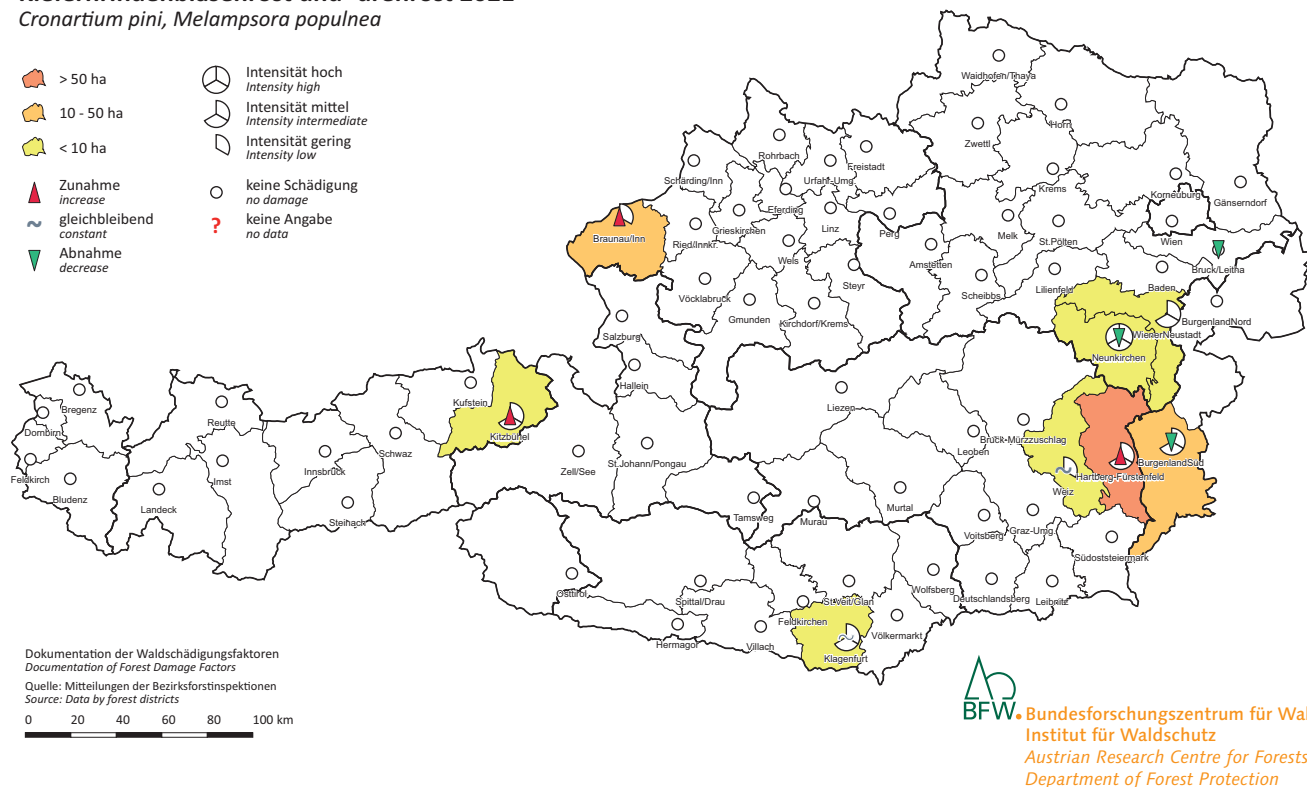 Cronartium pini, Melampsora populnea
> 50 ha
10 - 50 ha
< 10 ha
Zunahme
increase
gleichbleibend
constant
Abnahme
decrease
Intensität hoch
Intensity high
Intensität mittel
Intensity intermediate
Intensität gering
Intensity low
keine Schädigung
no damage
?
keine Angabe
no data
Waidhofen/Thaya
Horn
Zwettl
Krems
Korneuburg
Gänserndorf
Rohrbach
Freistadt
Urfahr-Umg.
Schärding/Inn
Eferding
Grieskirchen
Linz
Perg
Melk
St.Pölten
Wien
Braunau/Inn
Ried/Innkr.
Wels
Amstetten
Bruck/Leitha
Steyr
Scheibbs
Lilienfeld
Baden
Vöcklabruck
Gmunden
Kirchdorf/Krems
BurgenlandNord
WienerNeustadt
Salzburg
Neunkirchen
Hallein
Kufstein
Liezen
Bregenz
Reutte
Dornbirn
Kitzbühel
Bruck-Mürzzuschlag
Leoben
Schwaz
Innsbruck
Zell/See
St.Johann/Pongau
BurgenlandSüd
Hartberg-Fürstenfeld
Feldkirch
Imst
Bludenz
Landeck
Weiz
Steinach
Tamsweg
Murau
Murtal
Voitsberg
Graz-Umg.
Südoststeiermark
Osttirol
Spittal/Drau
St.Veit/Glan
Wolfsberg
Deutschlandsberg
Leibnitz
Feldkirchen
Völkermarkt
Hermagor
Villach
Klagenfurt
Dokumentation der Waldschädigungsfaktoren
Documentation of Forest Damage Factors
Quelle: Mitteilungen der Bezirksforstinspektionen
Source: Data by forest districts
0 20 40 60 80 100 km
BFW.
Bundesforschungszentrum für Wal
Institut für Waldschutz
Austrian Research Centre for Forests
Department of Forest Protection